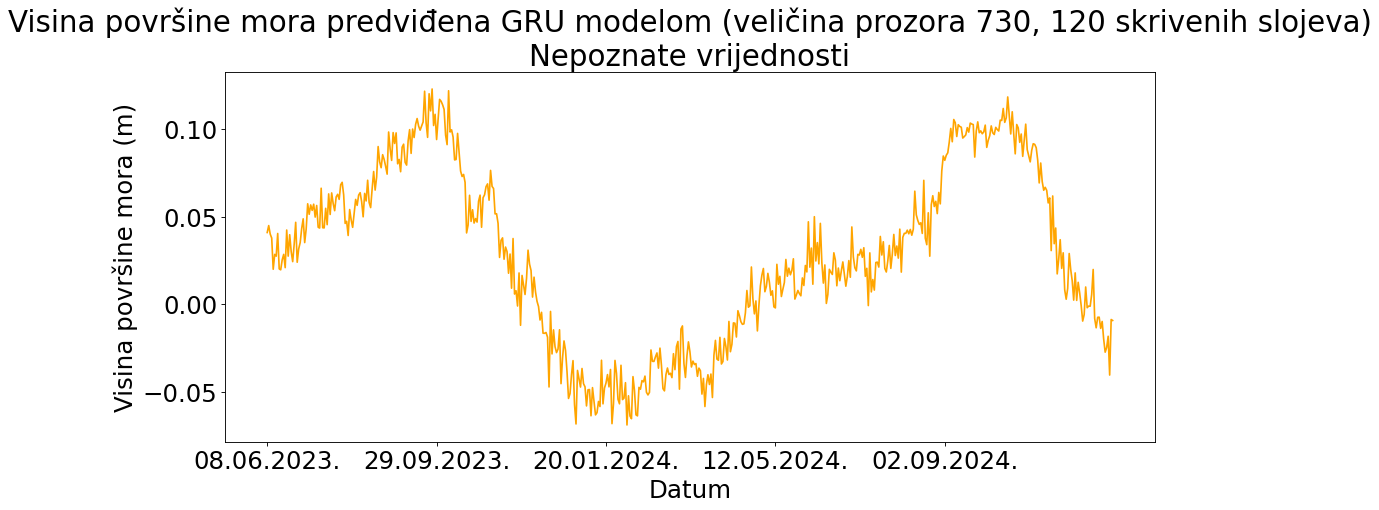 Visina površine mora predviđena GRU modelom (veličina prozora 730, 120 skrivenih slojeva)
Nepoznate vrijednosti
Visina površine mora (m)
0.10
0.05
0.00
−0.05
08.06.2023. 29.09.2023. 20.01.2024. 12.05.2024. 02.09.2024.
Datum